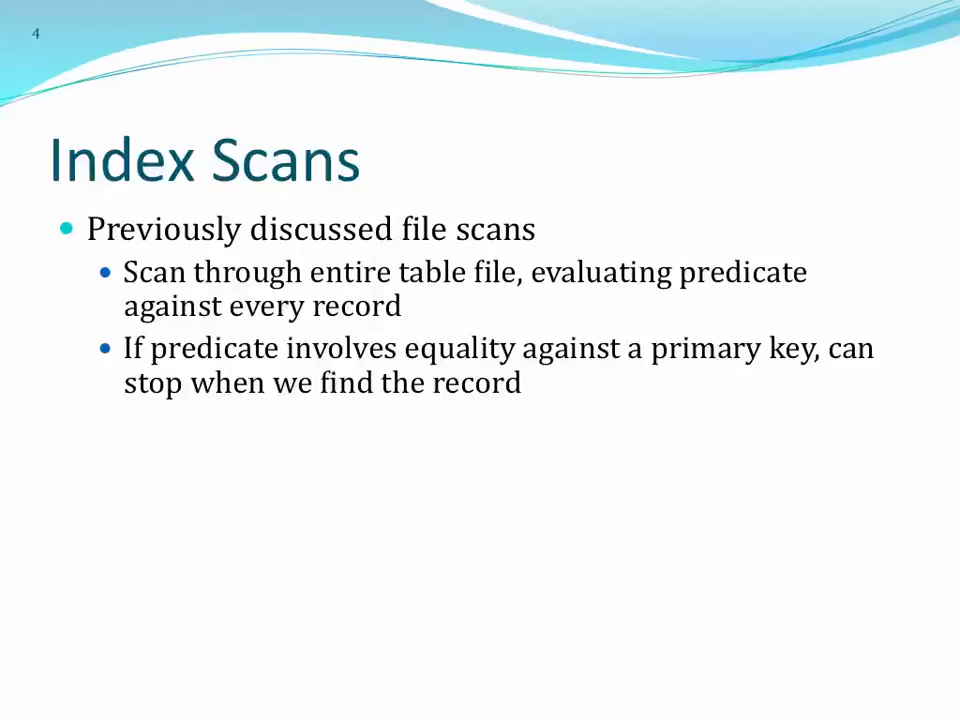 4
Index Scans
Previously discussed file scans
Scan through entire table file, evaluating predicate
against every record
If predicate involves equality against a primary key, can
stop when we find the record